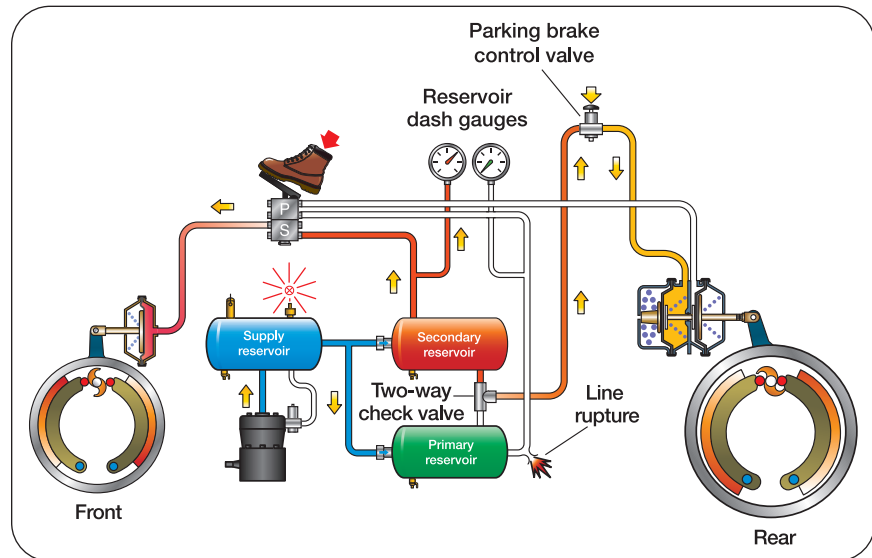 Parking brake
control valve
Reservoir
dash gauges
P
S
Supply
reservoir
Secondary
reservoir
Two-way
check valve
Line
rupture
Primary
reservoir
Front
Rear